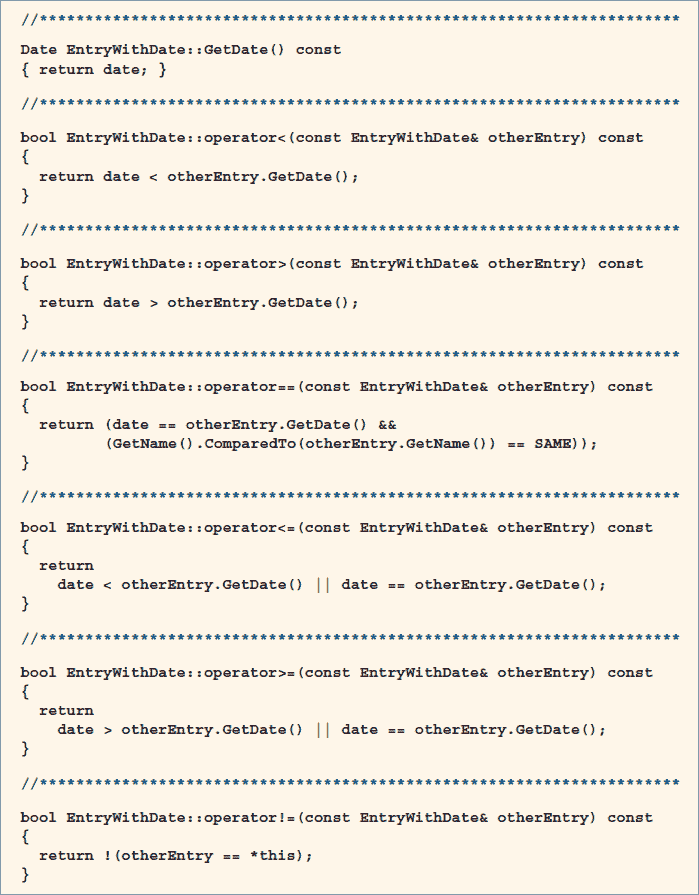 //**********************************************************************
Date EntryWithDate::GetDate() const
{ return date; }
//**********************************************************************
bool EntryWithDate::operator<(const EntryWithDate& otherEntry) const
{
  return date < otherEntry.GetDate();
}
//**********************************************************************
bool EntryWithDate::operator>(const EntryWithDate& otherEntry) const
{
  return date > otherEntry.GetDate();
}
//**********************************************************************
bool EntryWithDate::operator==(const EntryWithDate& otherEntry) const
{
  return (date == otherEntry.GetDate() &&
         (GetName().ComparedTo(otherEntry.GetName()) == SAME));
}
//**********************************************************************
bool EntryWithDate::operator<=(const EntryWithDate& otherEntry) const
{
  return
    date < otherEntry.GetDate() || date == otherEntry.GetDate();
}
//**********************************************************************
bool EntryWithDate::operator>=(const EntryWithDate& otherEntry) const
{
  return
    date > otherEntry.GetDate() || date == otherEntry.GetDate();
}
//**********************************************************************
bool EntryWithDate::operator!=(const EntryWithDate& otherEntry) const
{
  return !(otherEntry == *this);
}